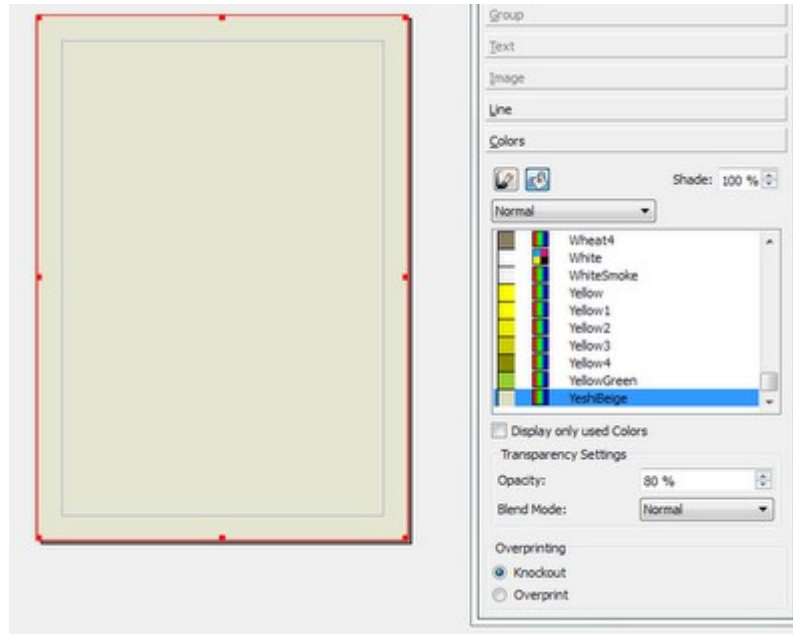 Group
Text
Image
Line
Colors
Shade: 100 %
Normal
Wheat4
White
WhiteSmoke
Yellow
Yellow1
Yellow2
Yellow3
Yellow4
YellowGreen
YeshiBeige
Display only used Colors
Transparency Settings
Opacity: 80 %
Blend Mode: Normal
Overprinting
Knockout
Overprint